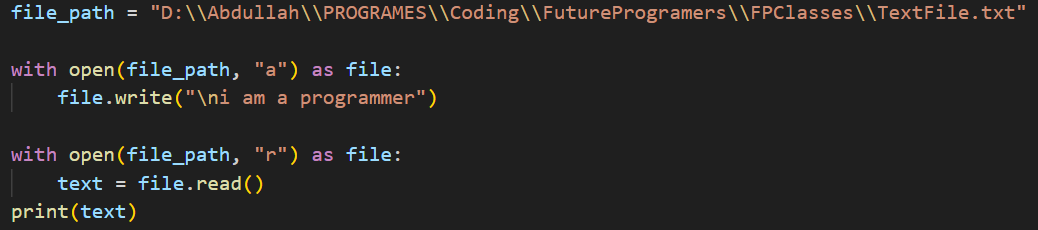 file_path = "D:\\Abdullah\\PROGRAMES\\Coding\\FutureProgramers\\FPClasses\\TextFile.txt"
with open(file_path, "a") as file:
    file.write("\ni am a programmer")
with open(file_path, "r") as file:
    text = file.read()
print(text)